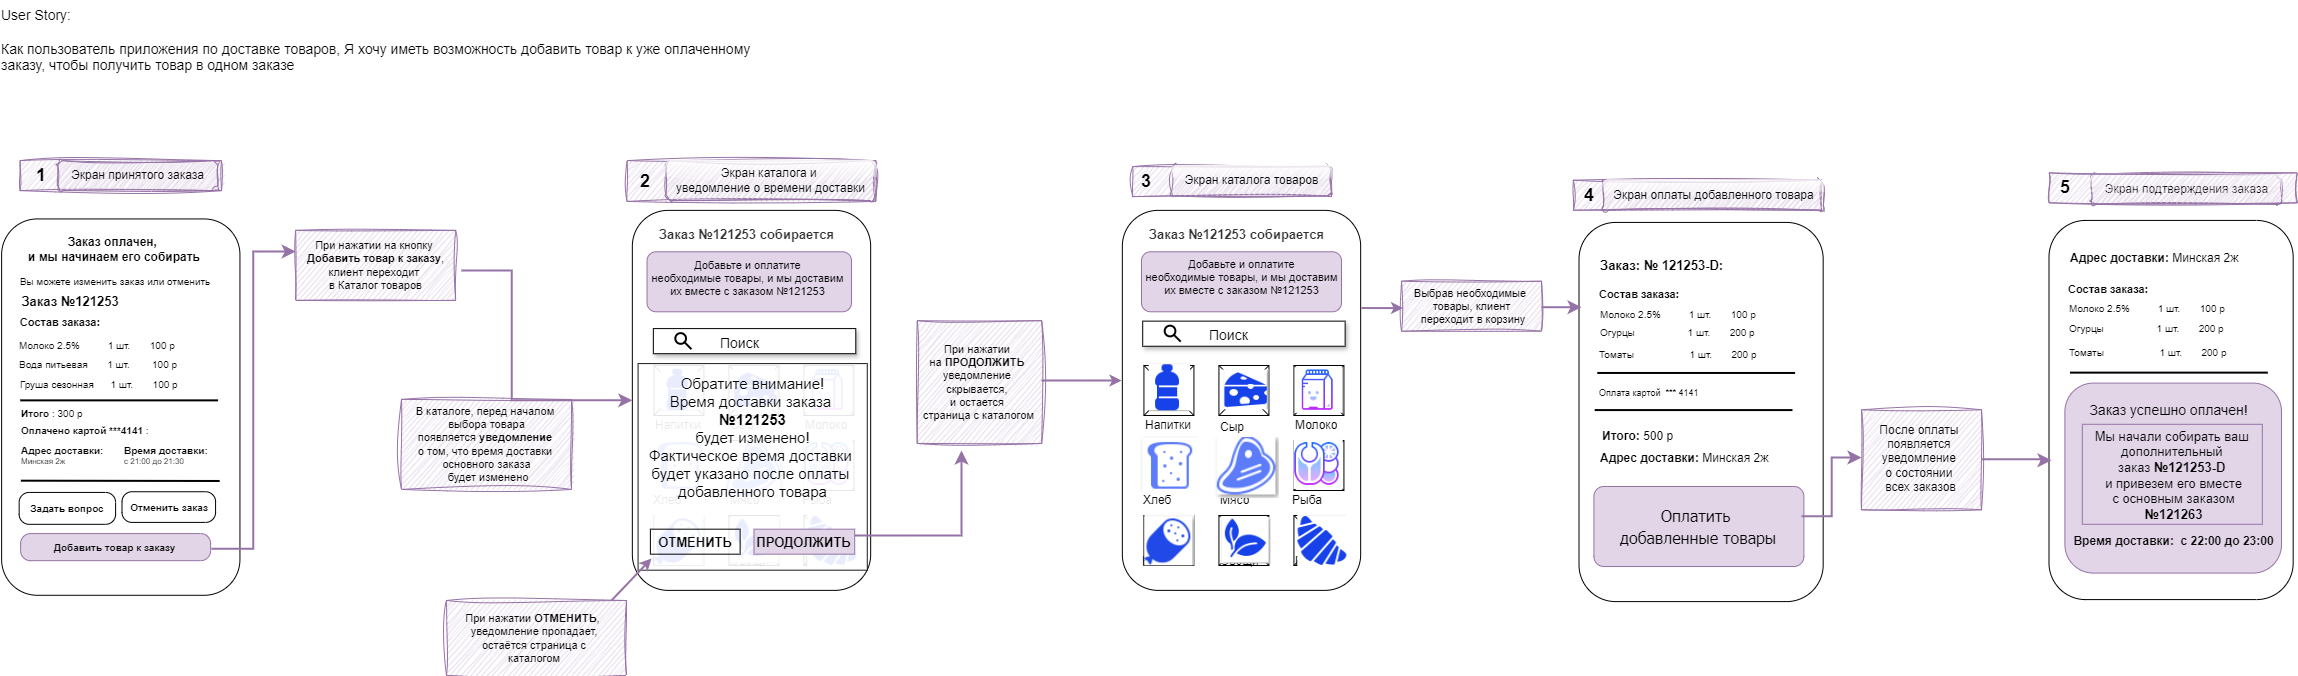 User Story:
Как пользователь приложения по доставке товаров, Я хочу иметь возможность добавить товар к уже оплаченному
заказу, чтобы получить товар в одном заказе
1
Экран принятого заказа
Заказ оплачен,
и мы начинаем его собирать
Вы можете изменить заказ или отменить
Заказ №121253
Состав заказа:
Молоко 2.5% 1 шт. 100 р
Вода питьевая 1 шт. 100 р
Груша сезонная 1 шт. 100 р
Итого : 300 р
Оплачено картой ***4141 :
Адрес доставки: Время доставки:
Минская 2ж с 21:00 до 21:30
Задать вопрос
Отменить заказ
Добавить товар к заказу
При нажатии на кнопку
Добавить товар к заказу,
клиент переходит
в Каталог товаров
В каталоге, перед началом
выбора товара
появляется уведомление
о том, что время доставки
основного заказа
будет изменено
2
Экран каталога и
уведомление о времени доставки
Заказ №121253 собирается
Добавьте и оплатите
необходимые товары, и мы доставим
их вместе с заказом №121253
Поиск
Напитки
Молоко
Хлеб
Обратите внимание!
Время доставки заказа
№121253
будет изменено!
Фактическое время доставки
будет указано после оплаты
добавленного товара
ОТМЕНИТЬ
ПРОДОЛЖИТЬ
При нажатии ОТМЕНИТЬ,
уведомление пропадает,
остаётся страница с
каталогом
При нажатии
на ПРОДОЛЖИТЬ
уведомление
скрывается,
и остается
страница с каталогом
3
Экран каталога товаров
Заказ №121253 собирается
Добавьте и оплатите
необходимые товары, и мы доставим
их вместе с заказом №121253
Поиск
Напитки
Сыр
Молоко
Хлеб
Мясо
Рыба
Выбрав необходимые
товары, клиент
переходит в корзину
4
Экран оплаты добавленного товара
Заказ: № 121253-D:
Состав заказа:
Молоко 2.5% 1 шт. 100 р
Огурцы 1 шт. 200 р
Томаты 1 шт. 200 р
Оплата картой *** 4141
Итого: 500 р
Адрес доставки: Минская 2ж
Оплатить
добавленные товары
После оплаты
появляется
уведомление
о состоянии
всех заказов
5
Экран подтверждения заказа
Адрес доставки: Минская 2ж
Состав заказа:
Молоко 2.5% 1 шт. 100 р
Огурцы 1 шт. 200 р
Томаты 1 шт. 200 р
Заказ успешно оплачен!
Мы начали собирать ваш
дополнительный
заказ №121253-D
и привезем его вместе
с основным заказом
№121263
Время доставки: с 22:00 до 23:00